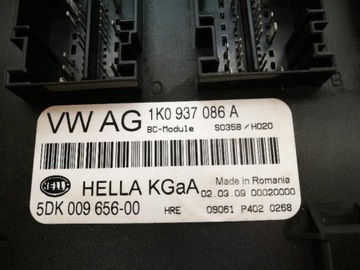 VW AG 1K0 937 086 A
BC-Module S0358 / H020
HELLA
HELLA KGaA Made in Romania
02.03.09 00020000
5DK 009 656-00 HRE 09061 P402 0268